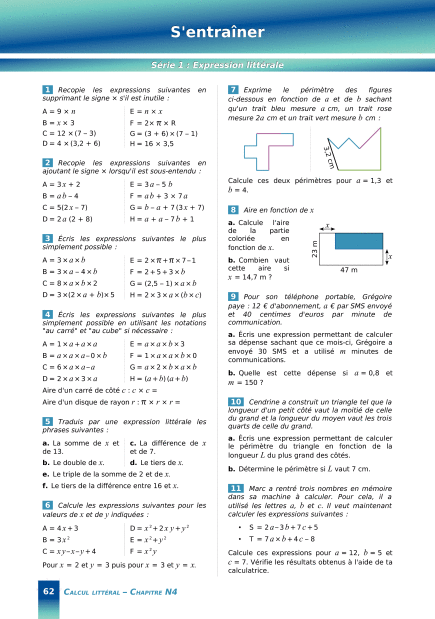 S'entraîner
Série 1 : Expression littérale
1 Recopie les expressions suivantes en
supprimant le signe × s'il est inutile :
A = 9 × n
E = n × x
B = x × 3
F = 2× π × R
C = 12 × (7 – 3)
G = (3 + 6) × (7 – 1)
D = 4 × (3,2 + 6)
H = 16 × 3,5
2 Recopie les expressions suivantes en
ajoutant le signe × lorsqu'il est sous-entendu :
A = 3x + 2
E = 3a – 5b
B = ab – 4
F = ab + 3 × 7a
C = 5(2x – 7)
G = b – a + 7(3x + 7)
D = 2a (2 + 8)
H = a + a – 7b + 1
3 Écris les expressions suivantes le plus
simplement possible :
A = 3 × a × b
E = 2 × π + π × 7 – 1
B = 3 × a – 4 × b
F = 2 + 5 + 3 × b
C = 8 × a × b × 2
G = (2,5 – 1) × a × b
D = 3 × (2 × a + b) × 5
H = 2 × 3 × a × (b × c)
4 Écris les expressions suivantes le plus
simplement possible en utilisant les notations
"au carré" et "au cube" si nécessaire :
A = 1 × a + a × a
E = a × a × b × 3
B = a × a × a – 0 × b
F = 1 × a × a × b × 0
C = 6 × a × a – a
G = a × 2 × b × a × b
D = 2 × a × 3 × a
H = (a + b)(a + b)
Aire d'un carré de côté c : c × c =
Aire d'un disque de rayon r : π × r × r =
5 Traduis par une expression littérale les
phrases suivantes :
a. La somme de x et
de 13.
c. La différence de x
et de 7.
b. Le double de x.
d. Le tiers de x.
e. Le triple de la somme de 2 et de x.
f. Le tiers de la différence entre 16 et x.
6 Calcule les expressions suivantes pour les
valeurs de x et de y indiquées :
A = 4x + 3
D = x² + 2xy + y²
B = 3x²
E = x² + y²
C = xy – x – y + 4
F = x²y
Pour x = 2 et y = 3 puis pour x = 3 et y = x.
7 Exprime le périmètre des figures
ci-dessous en fonction de a et de b sachant
qu'un trait bleu mesure a cm, un trait rose
mesure 2a cm et un trait vert mesure b cm :
3,2 cm
Calcule ces deux périmètres pour a = 1,3 et
b = 4.
8 Aire en fonction de x
a. Calcule l'aire
de la partie
coloriée en
fonction de x.
b. Combien vaut
cette aire si
x = 14,7 m ?
x
23 m
x
47 m
9 Pour son téléphone portable, Grégoire
paye : 12 € d'abonnement, a € par SMS envoyé
et 40 centimes d'euros par minute de
communication.
a. Écris une expression permettant de calculer
sa dépense sachant que ce mois-ci, Grégoire a
envoyé 30 SMS et a utilisé m minutes de
communications.
b. Quelle est cette dépense si a = 0,8 et
m = 150 ?
10 Cendrine a construit un triangle tel que la
longueur d'un petit côté vaut la moitié de celle
du grand et la longueur du moyen vaut les trois
quarts de celle du grand.
a. Écris une expression permettant de calculer
le périmètre du triangle en fonction de la
longueur L du plus grand des côtés.
b. Détermine le périmètre si L vaut 7 cm.
11 Marc a rentré trois nombres en mémoire
dans sa machine à calculer. Pour cela, il a
utilisé les lettres a, b et c. Il veut maintenant
calculer les expressions suivantes :
• S = 2a – 3b + 7c + 5
• T = 7a × b + 4c – 8
Calcule ces expressions pour a = 12, b = 5 et
c = 7. Vérifie les résultats obtenus à l'aide de ta
calculatrice.
62 CALCUL LITTÉRAL – CHAPITRE N4